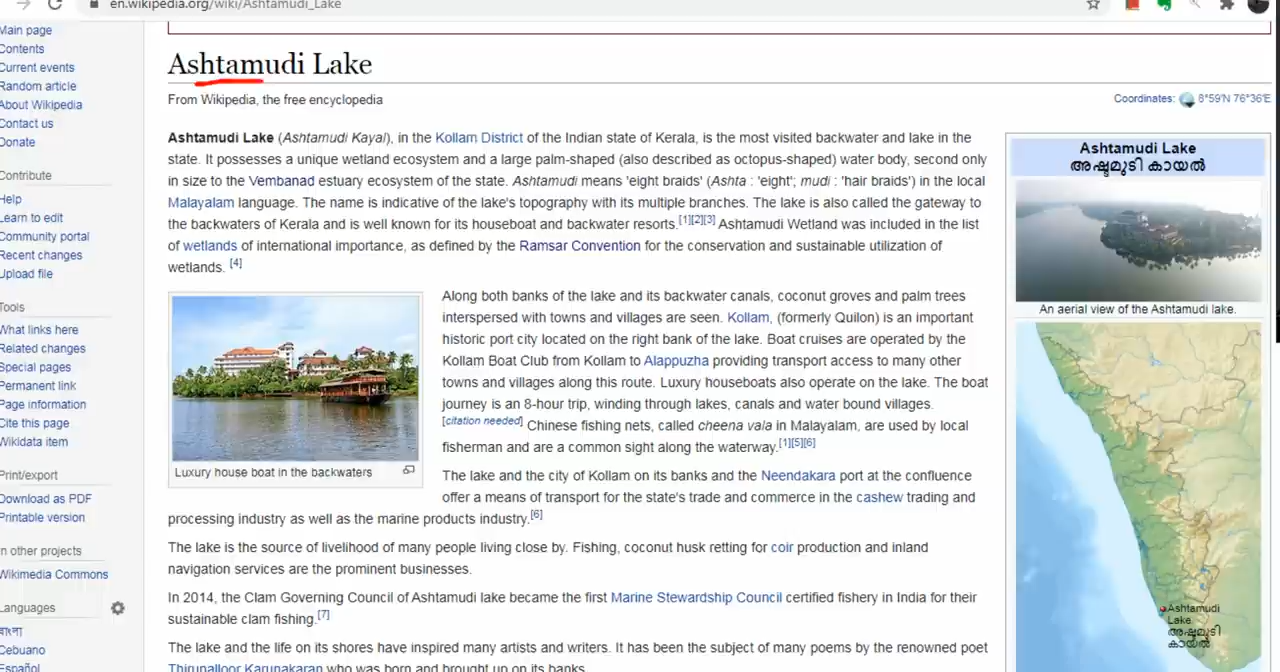 en.wikipedia.org/wiki/Ashtamudi_Lake
Main page
Contents
Current events
Random article
About Wikipedia
Contact us
Donate
Contribute
Help
Learn to edit
Community portal
Recent changes
Upload file
Tools
What links here
Related changes
Special pages
Permanent link
Page information
Cite this page
Wikidata item
Print/export
Download as PDF
Printable version
In other projects
Wikimedia Commons
Languages
বাংলা
Cebuano
Español
Ashtamudi Lake
From Wikipedia, the free encyclopedia
Coordinates: 8°59′N 76°36′E
Ashtamudi Lake (Ashtamudi Kayal), in the Kollam District of the Indian state of Kerala, is the most visited backwater and lake in the
state. It possesses a unique wetland ecosystem and a large palm-shaped (also described as octopus-shaped) water body, second only
in size to the Vembanad estuary ecosystem of the state. Ashtamudi means 'eight braids' (Ashta : 'eight'; mudi : 'hair braids') in the local
Malayalam language. The name is indicative of the lake's topography with its multiple branches. The lake is also called the gateway to
the backwaters of Kerala and is well known for its houseboat and backwater resorts.[1][2][3] Ashtamudi Wetland was included in the list
of wetlands of international importance, as defined by the Ramsar Convention for the conservation and sustainable utilization of
wetlands. [4]
Luxury house boat in the backwaters
Along both banks of the lake and its backwater canals, coconut groves and palm trees
interspersed with towns and villages are seen. Kollam, (formerly Quilon) is an important
historic port city located on the right bank of the lake. Boat cruises are operated by the
Kollam Boat Club from Kollam to Alappuzha providing transport access to many other
towns and villages along this route. Luxury houseboats also operate on the lake. The boat
journey is an 8-hour trip, winding through lakes, canals and water bound villages.
[citation needed] Chinese fishing nets, called cheena vala in Malayalam, are used by local
fisherman and are a common sight along the waterway.[1][5][6]
The lake and the city of Kollam on its banks and the Neendakara port at the confluence
offer a means of transport for the state's trade and commerce in the cashew trading and
processing industry as well as the marine products industry.[6]
The lake is the source of livelihood of many people living close by. Fishing, coconut husk retting for coir production and inland
navigation services are the prominent businesses.
In 2014, the Clam Governing Council of Ashtamudi lake became the first Marine Stewardship Council certified fishery in India for their
sustainable clam fishing.[7]
The lake and the life on its shores have inspired many artists and writers. It has been the subject of many poems by the renowned poet
Thirunalloor Karunakaran who was born and brought up on its banks.
Ashtamudi Lake
അഷ്ടമുടി കായൽ
An aerial view of the Ashtamudi lake.
Ashtamudi
Lake
അഷ്ടമുടി
കായൽ